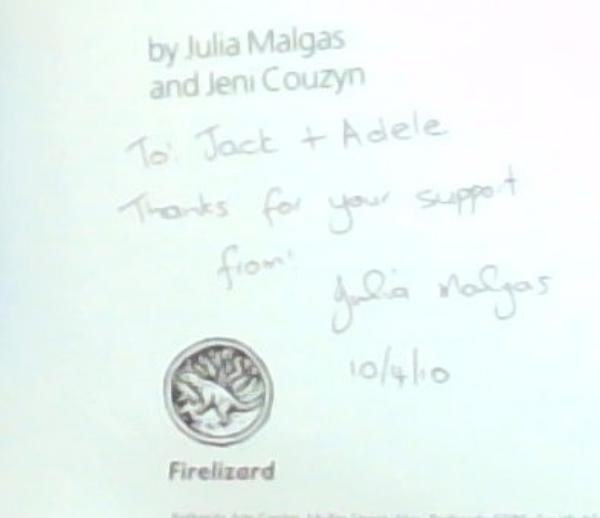 by Julia Malgas
and Jeni Couzyn
To: Jack + Adele
Thanks for your support
from:
Julia Malgas
10/4/10
Firelizard